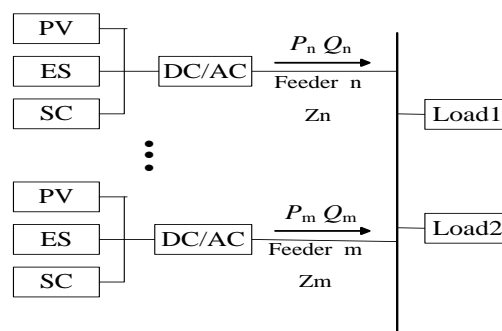 PV
ES
SC
DC/AC
Pn Qn
Feeder n
Zn
Load1
PV
ES
SC
DC/AC
Pm Qm
Feeder m
Zm
Load2